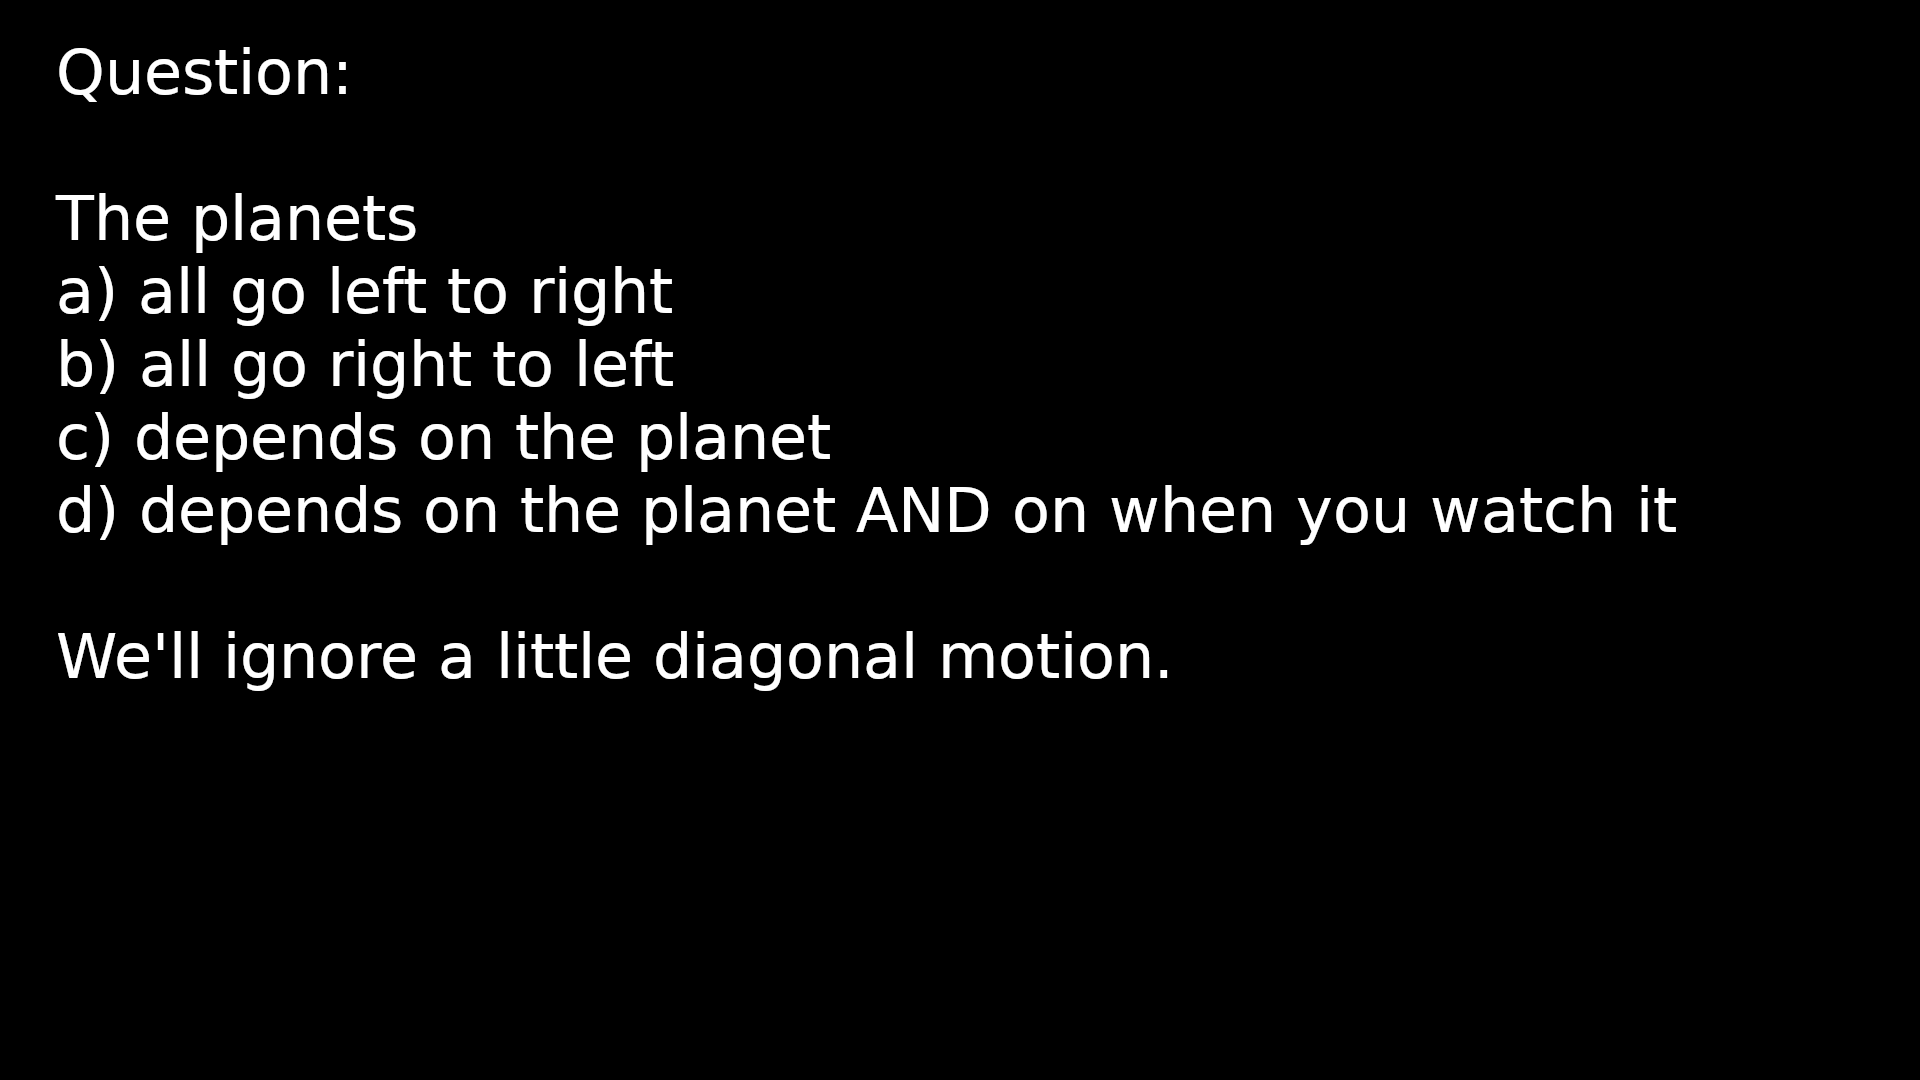 Question:
The planets
a) all go left to right
b) all go right to left
c) depends on the planet
d) depends on the planet AND on when you watch it
We'll ignore a little diagonal motion.